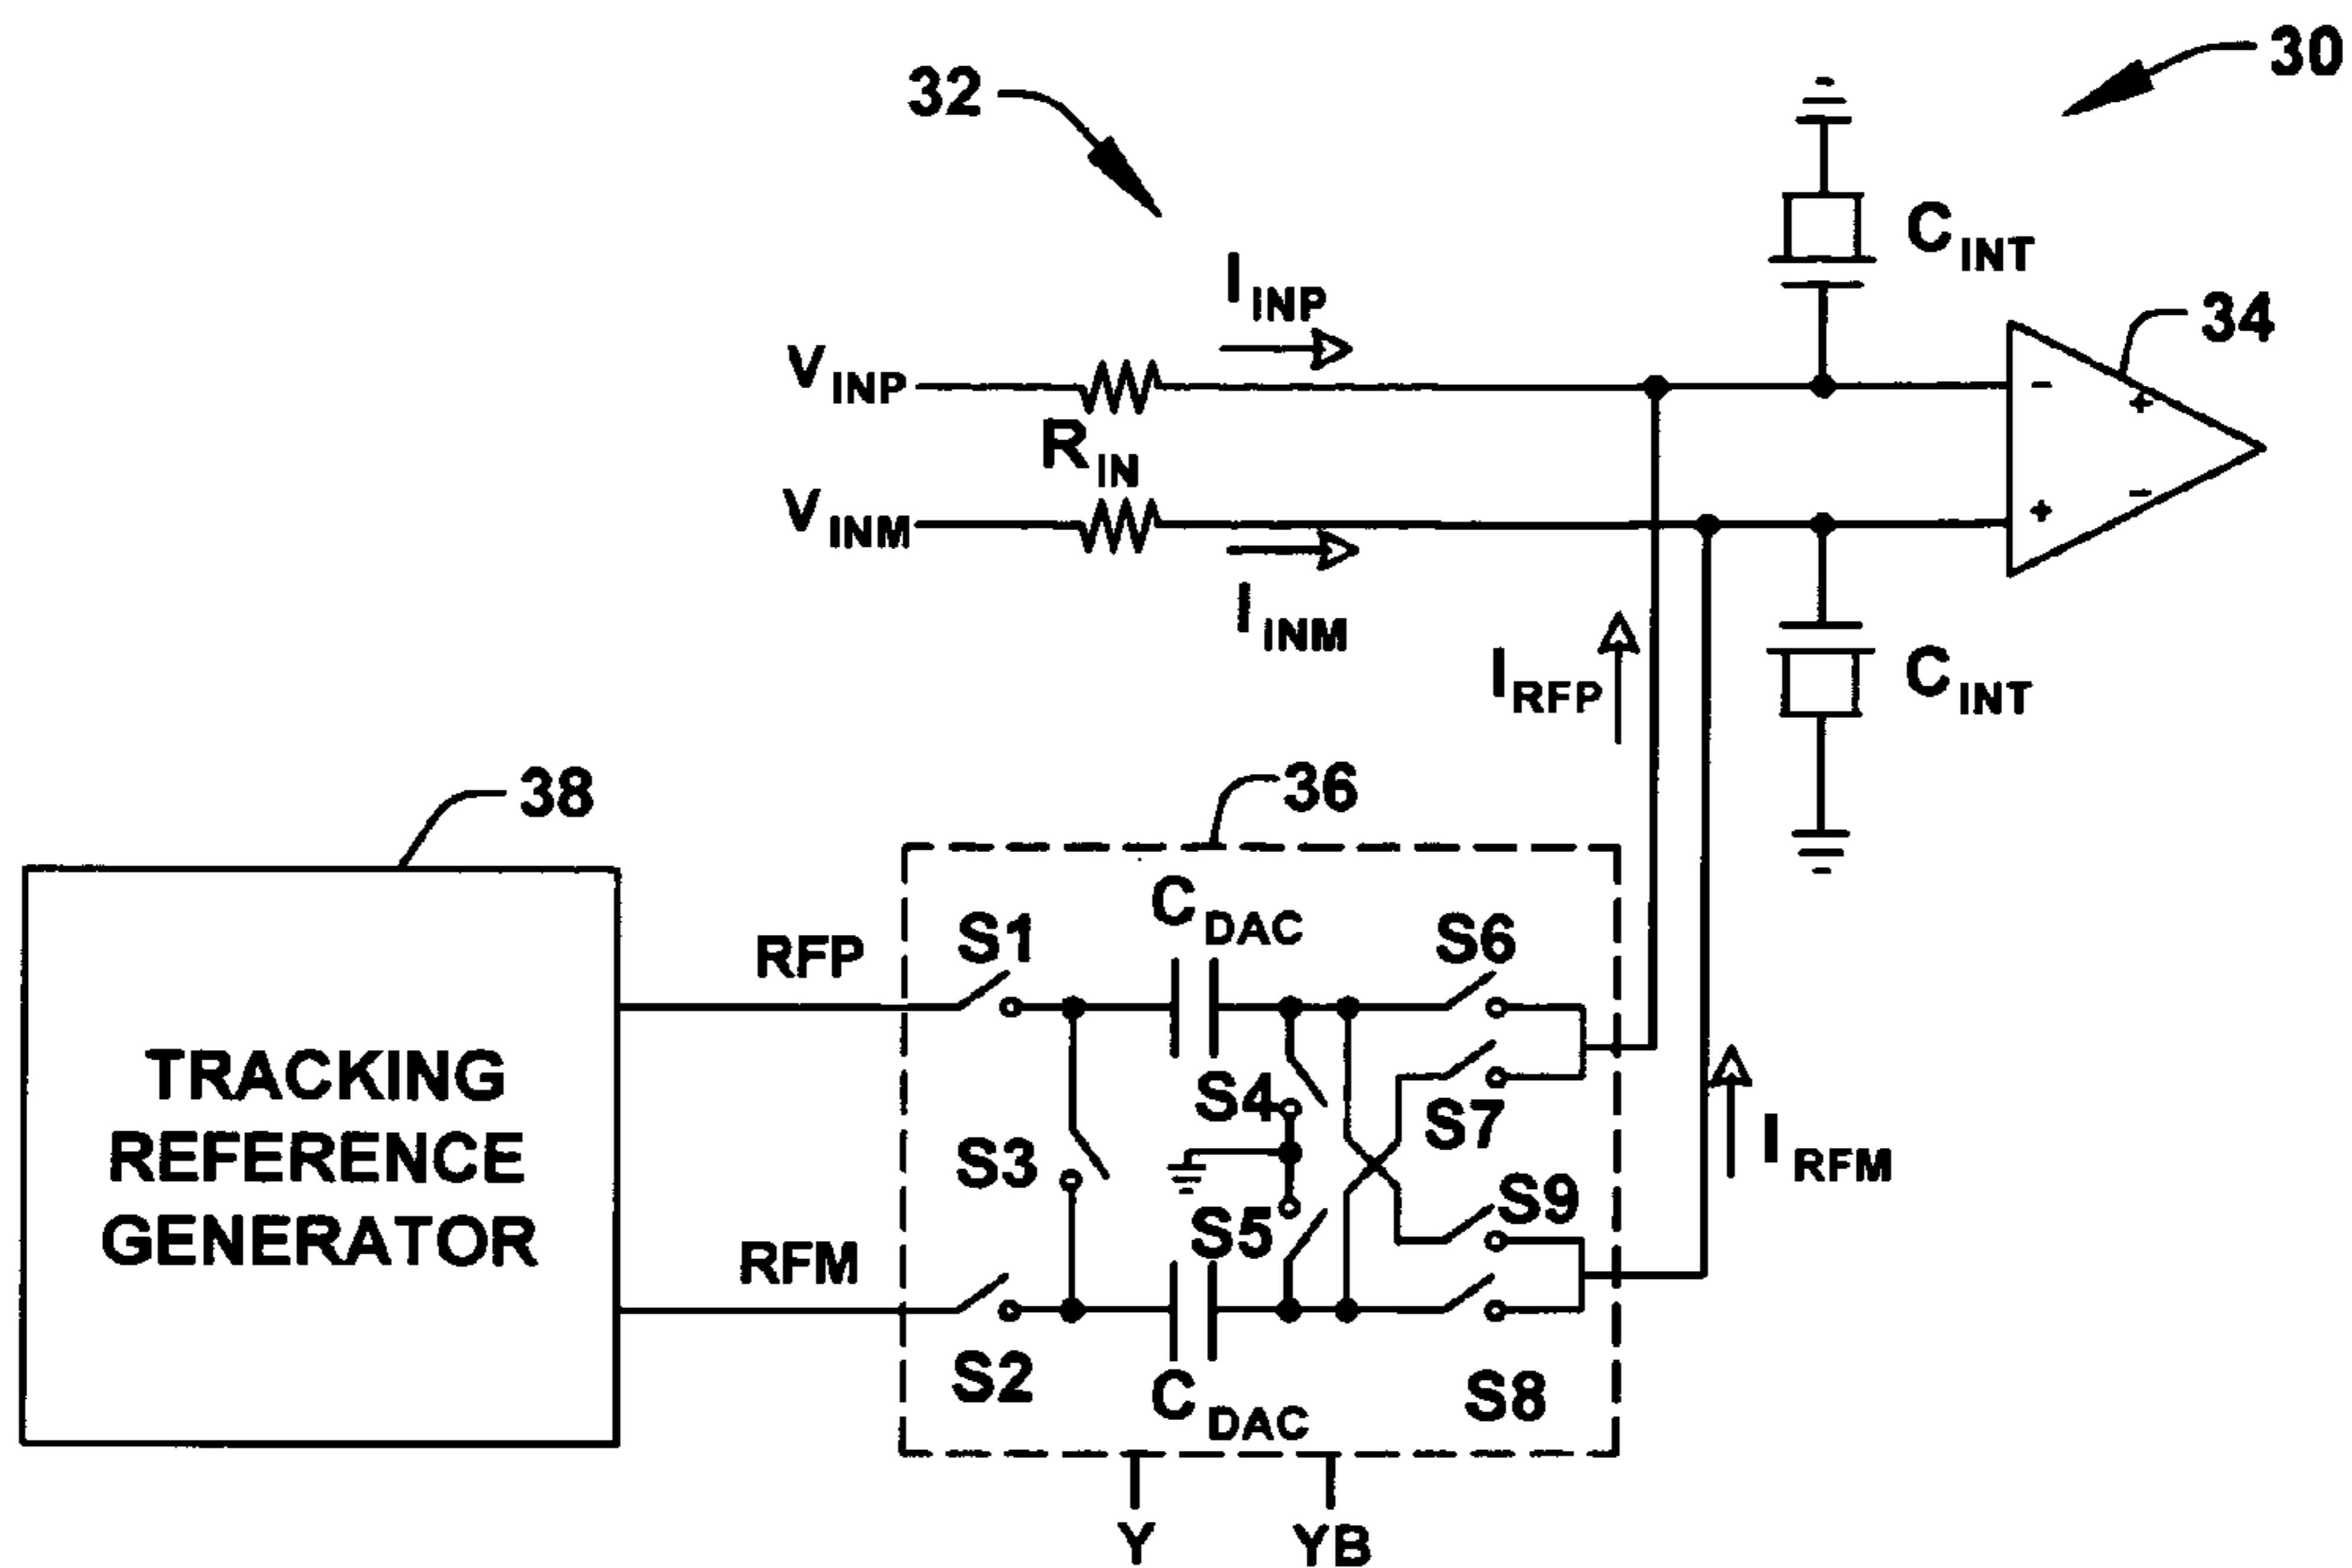 30
32
C INT
I INP
34
V INP
R IN
V INM
I INM
C INT
I RFP
38
36
C DAC
S1
S6
RFP
TRACKING
REFERENCE
GENERATOR
S4
S7
S3
I RFM
S9
S5
RFM
S2
C DAC
S8
Y
YB
-
+
+
-